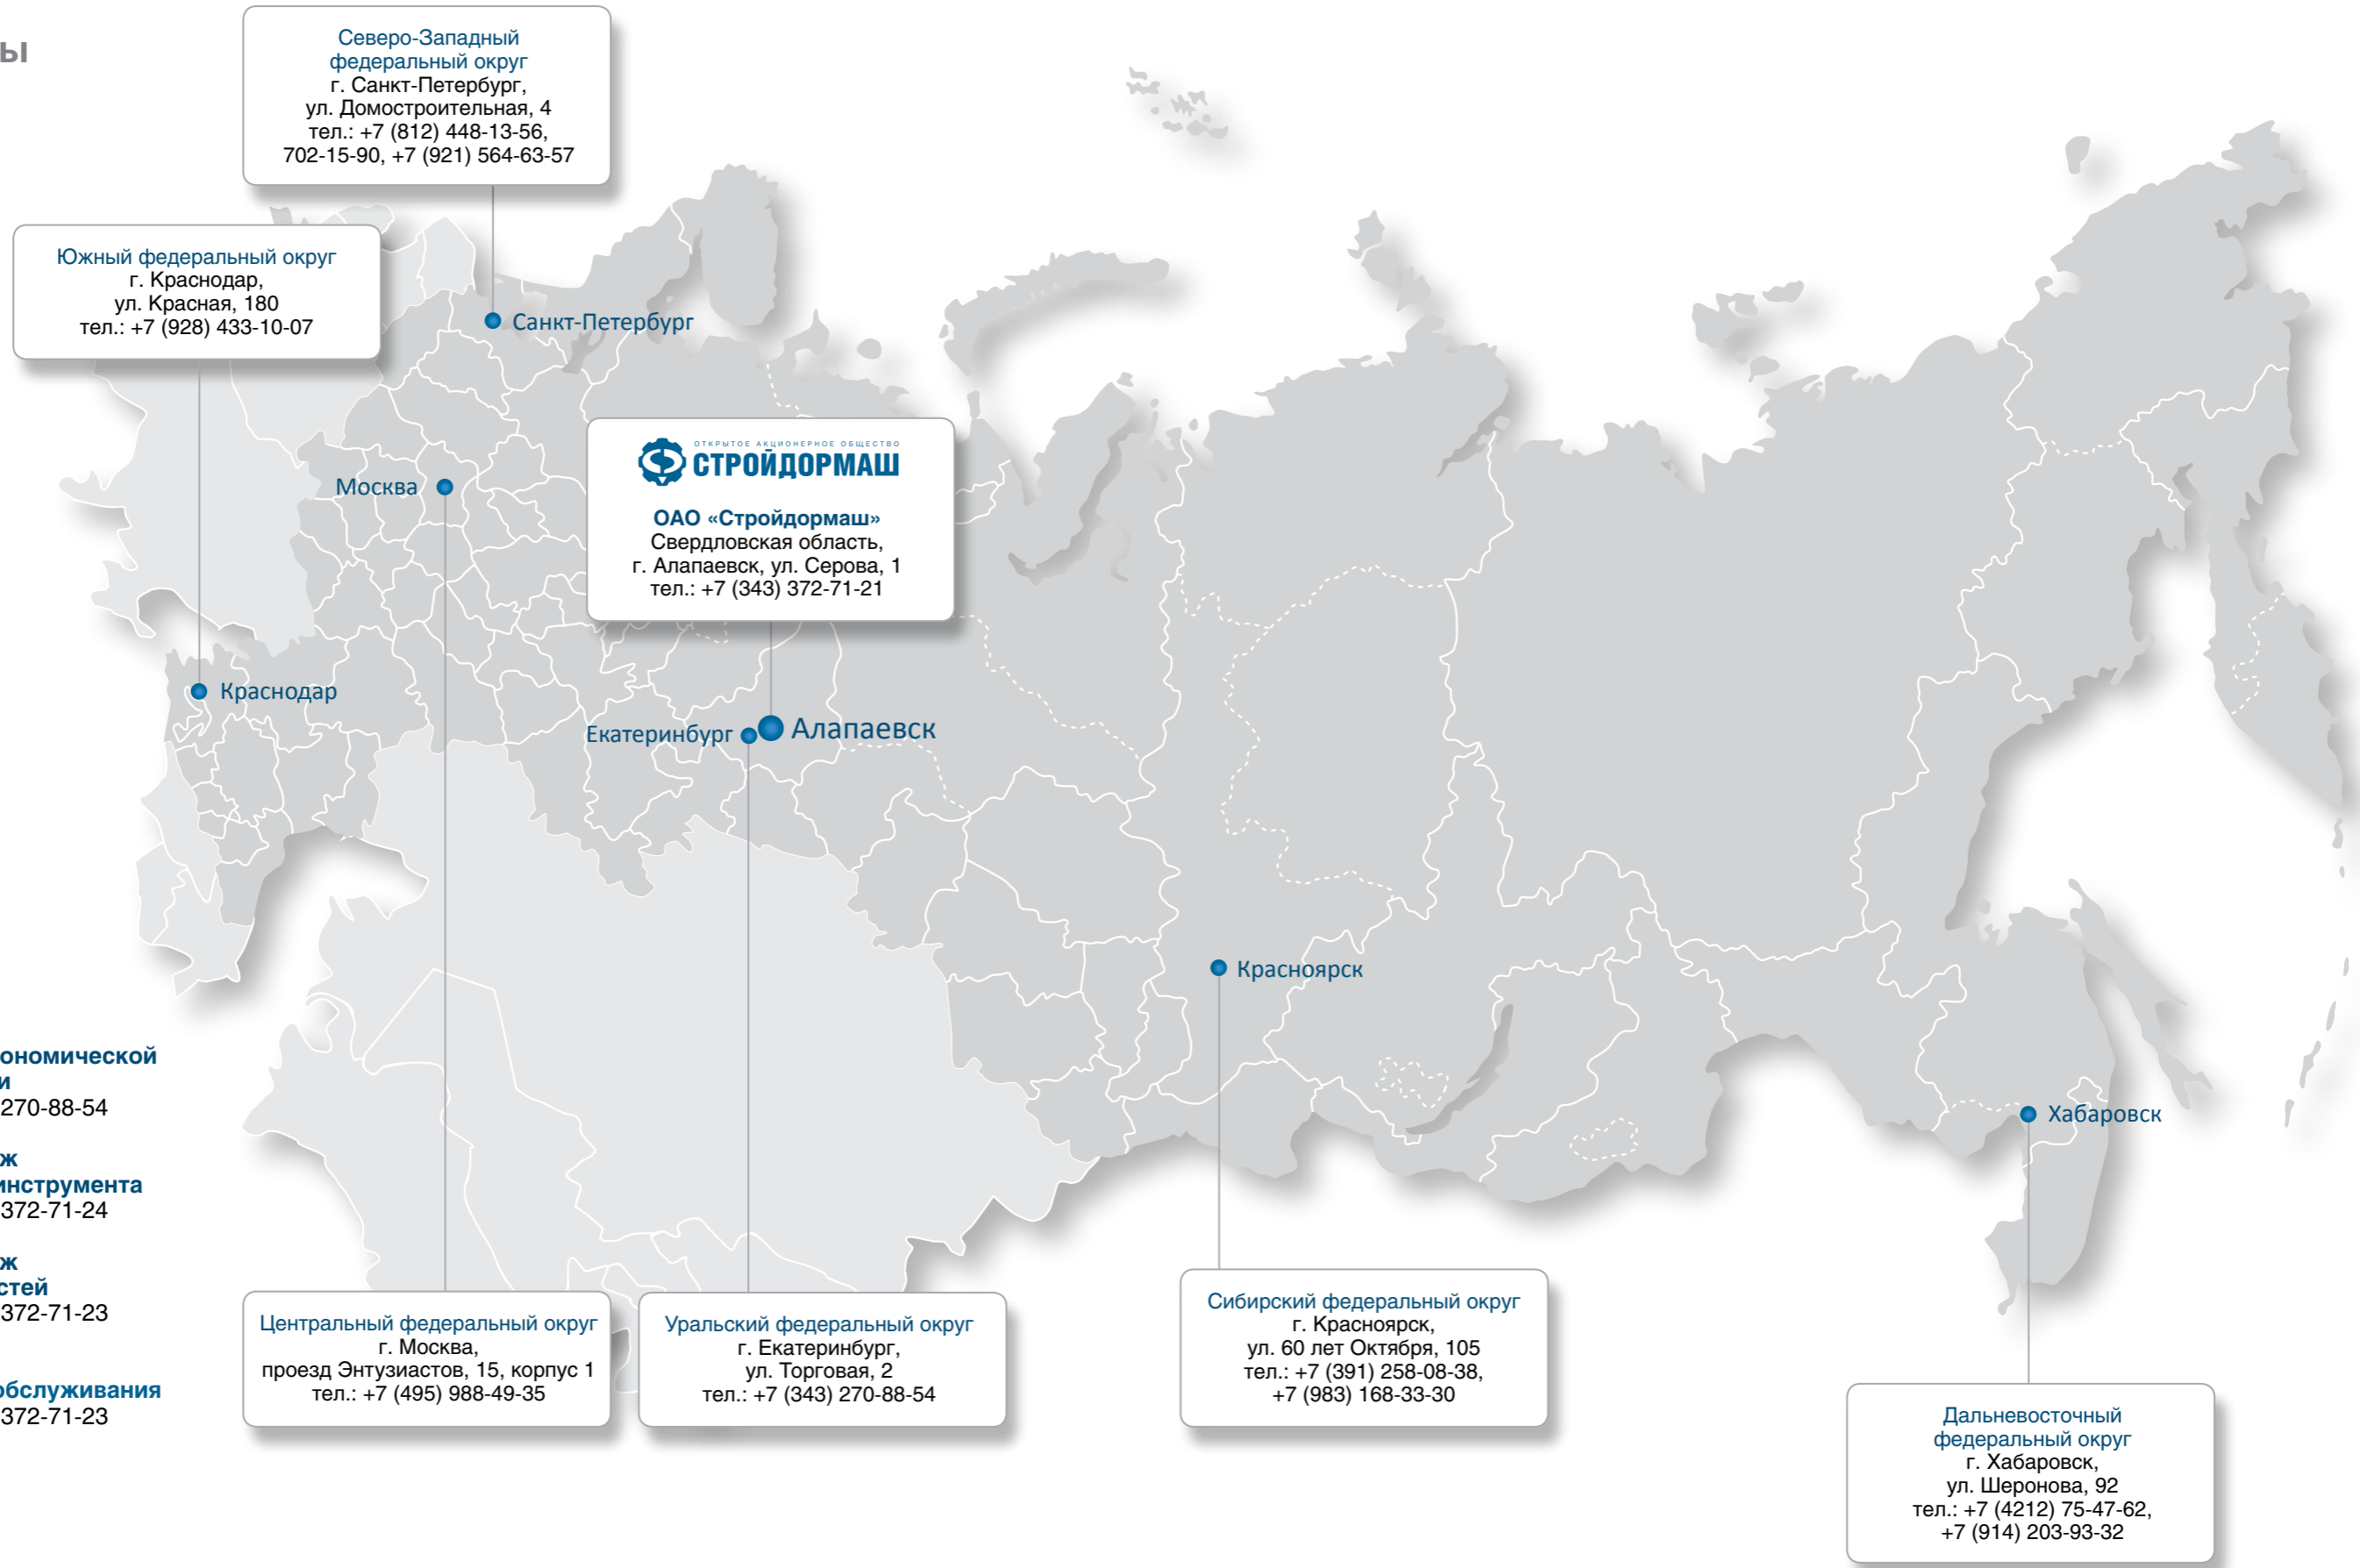 ы
Северо-Западный
федеральный округ
г. Санкт-Петербург,
ул. Домостроительная, 4
тел.: +7 (812) 448-13-56,
702-15-90, +7 (921) 564-63-57
Южный федеральный округ
г. Краснодар,
ул. Красная, 180
тел.: +7 (928) 433-10-07
Санкт-Петербург
ОТКРЫТОЕ АКЦИОНЕРНОЕ ОБЩЕСТВО
СТРОЙДОРМАШ
ОАО «Стройдормаш»
Свердловская область,
г. Алапаевск, ул. Серова, 1
тел.: +7 (343) 372-71-21
Москва
Краснодар
Екатеринбург
Алапаевск
Красноярск
Хабаровск
ономической
и
270-88-54
ж
инструмента
372-71-24
ж
стей
372-71-23
обслуживания
372-71-23
Центральный федеральный округ
г. Москва,
проезд Энтузиастов, 15, корпус 1
тел.: +7 (495) 988-49-35
Уральский федеральный округ
г. Екатеринбург,
ул. Торговая, 2
тел.: +7 (343) 270-88-54
Сибирский федеральный округ
г. Красноярск,
ул. 60 лет Октября, 105
тел.: +7 (391) 258-08-38,
+7 (983) 168-33-30
Дальневосточный
федеральный округ
г. Хабаровск,
ул. Шеронова, 92
тел.: +7 (4212) 75-47-62,
+7 (914) 203-93-32